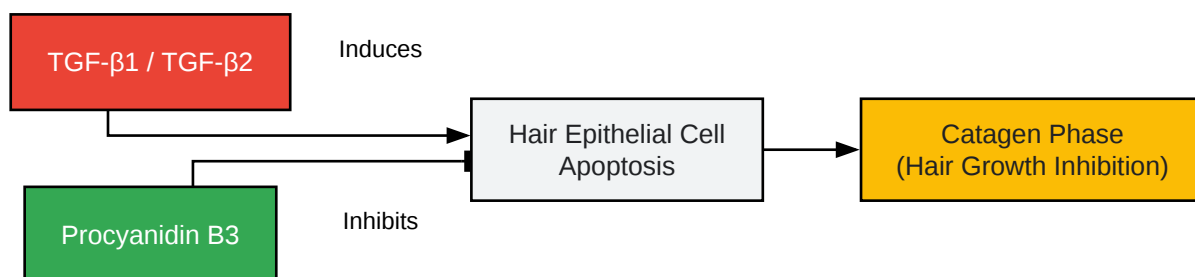 TGF-β1 / TGF-β2
Induces
Hair Epithelial Cell
Apoptosis
Catagen Phase
(Hair Growth Inhibition)
Procyanidin B3
Inhibits